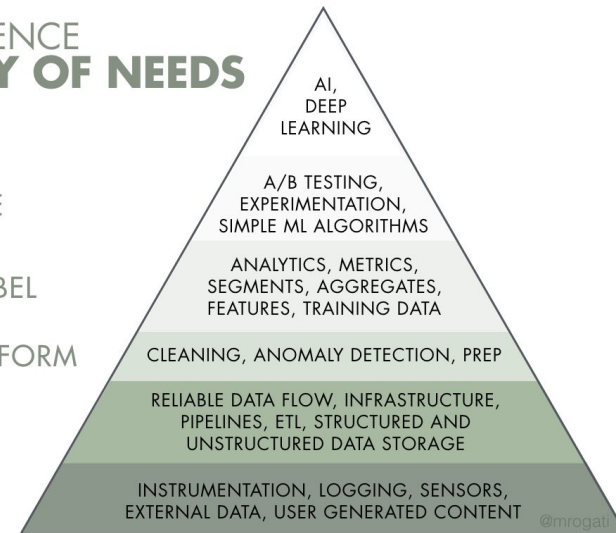 ENCE
Y OF NEEDS
AI,
DEEP
LEARNING
A/B TESTING,
EXPERIMENTATION,
SIMPLE ML ALGORITHMS
E
ANALYTICS, METRICS,
SEGMENTS, AGGREGATES,
FEATURES, TRAINING DATA
BEL
CLEANING, ANOMALY DETECTION, PREP
FORM
RELIABLE DATA FLOW, INFRASTRUCTURE,
PIPELINES, ETL, STRUCTURED AND
UNSTRUCTURED DATA STORAGE
INSTRUMENTATION, LOGGING, SENSORS,
EXTERNAL DATA, USER GENERATED CONTENT
@mrogati